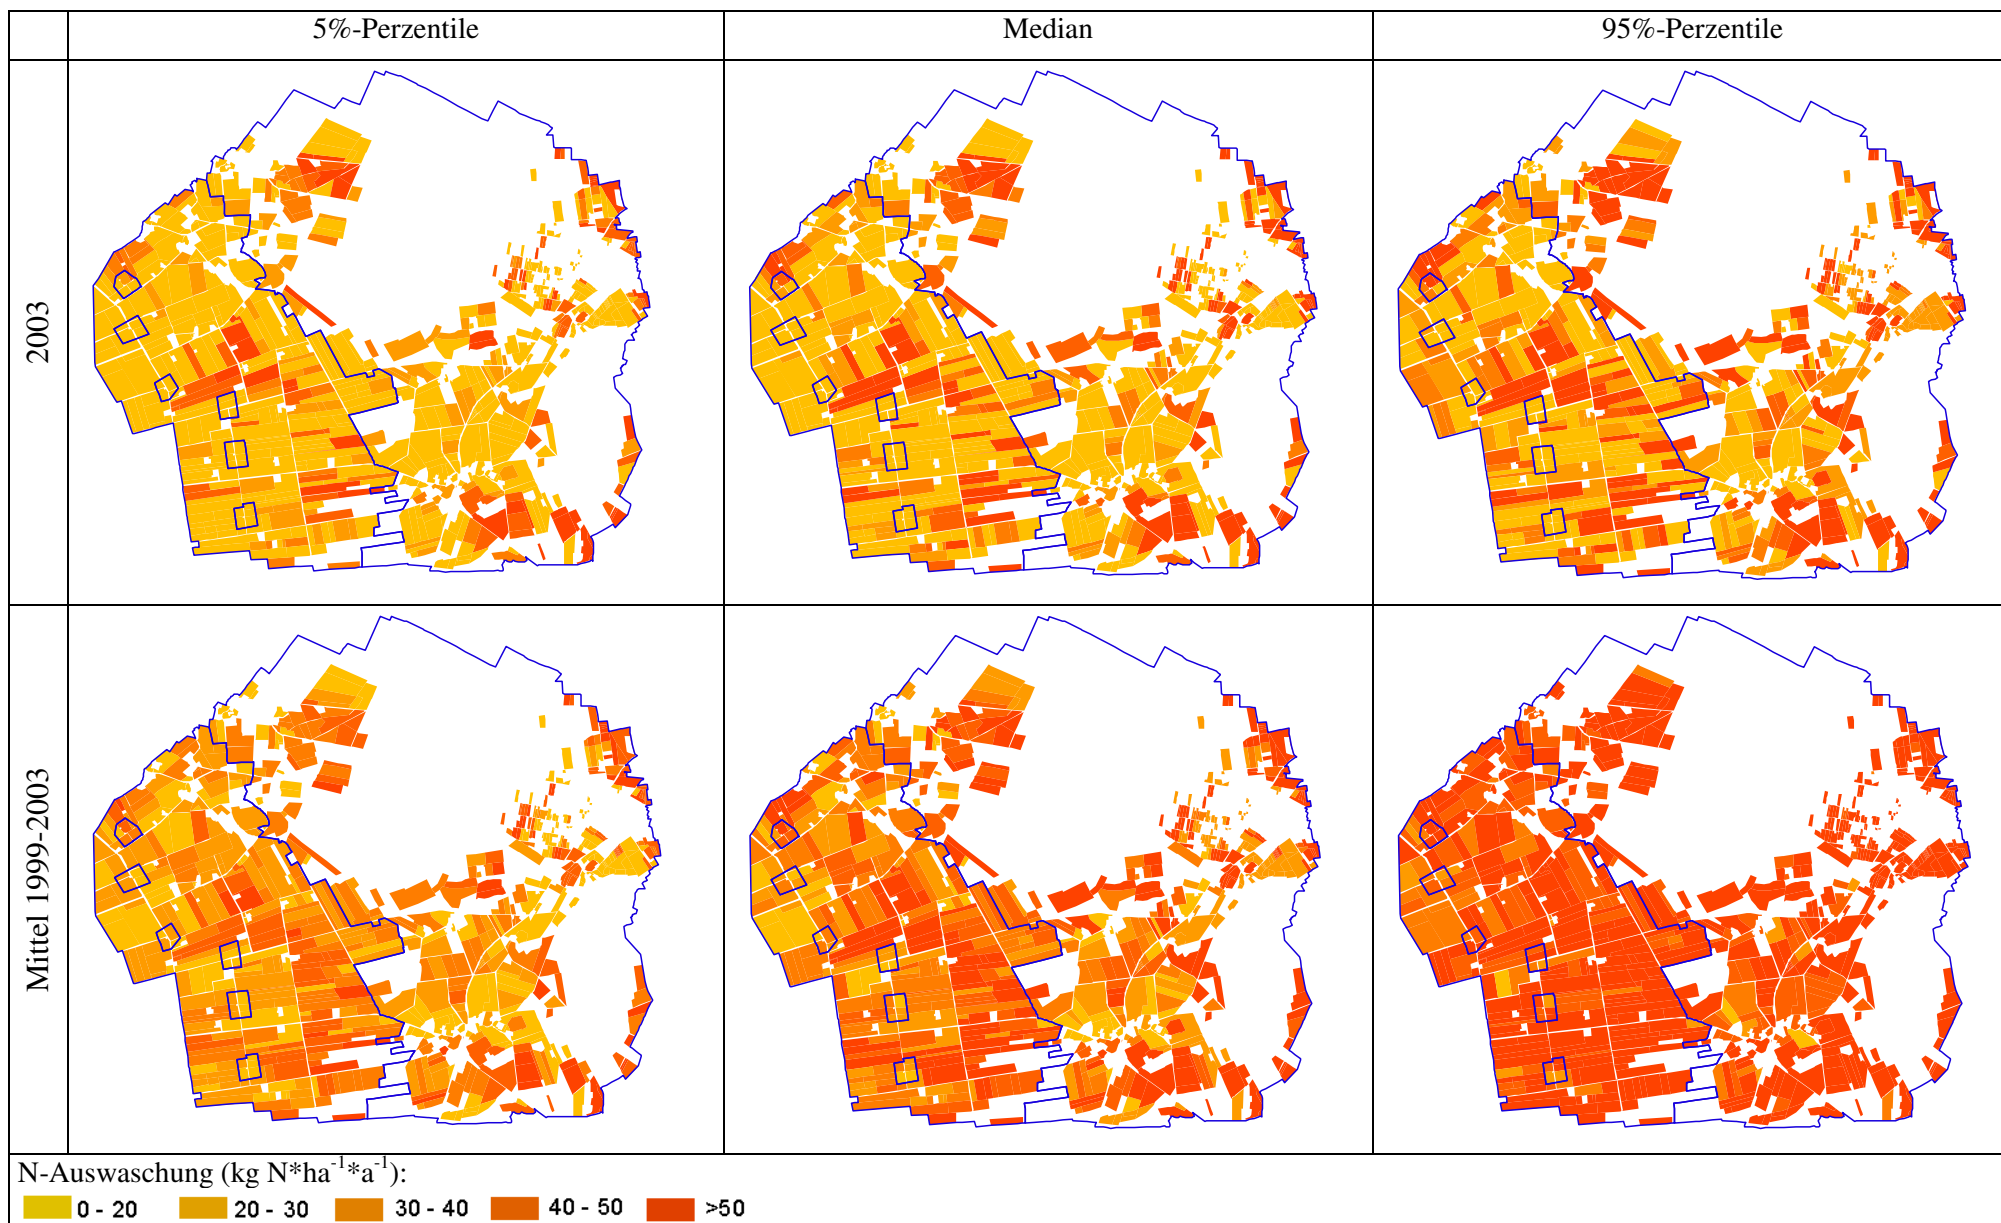 5%-Perzentile
Median
95%-Perzentile
2003
Mittel 1999-2003
N-Auswaschung (kg N*ha⁻¹*a⁻¹):
0 - 20
20 - 30
30 - 40
40 - 50
>50